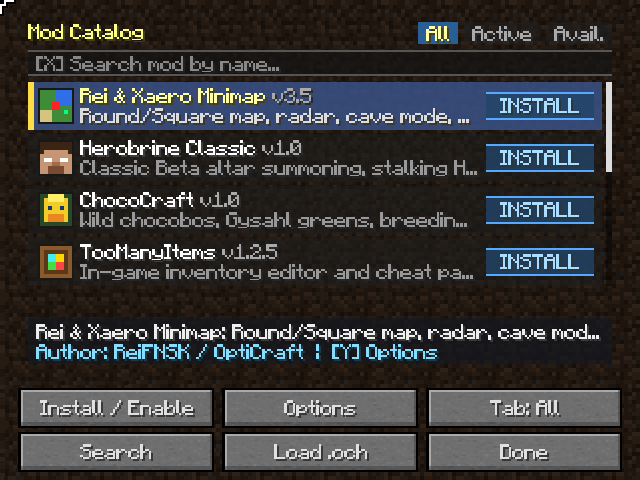 Mod Catalog
All Active Avail.
[X] Search mod by name...
Rei & Xaero Minimap v3.5
Round/Square map, radar, cave mode, ...
INSTALL
Herobrine Classic v1.0
Classic Beta altar summoning, stalking H...
INSTALL
ChocoCraft v1.0
Wild chocobos, Gysahl greens, breedin...
INSTALL
TooManyItems v1.2.5
In-game inventory editor and cheat pa...
INSTALL
Rei & Xaero Minimap: Round/Square map, radar, cave mod...
Author: ReiFNSK / OptiCraft | [Y] Options
Install / Enable
Options
Tab: All
Search
Load .och
Done